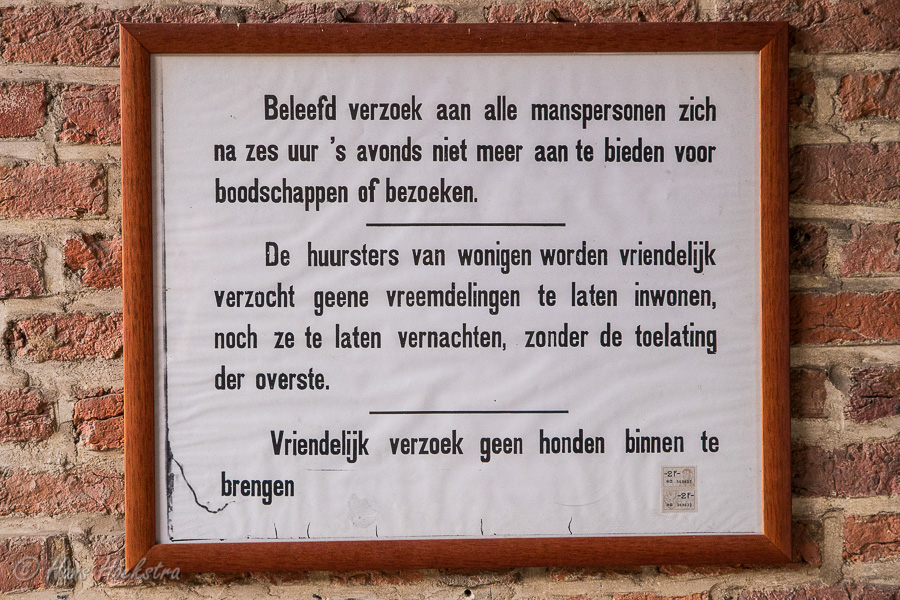 Beleefd verzoek aan alle manspersonen zich
na zes uur 's avonds niet meer aan te bieden voor
boodschappen of bezoeken.
De huursters van wonigen worden vriendelijk
verzocht geene vreemdelingen te laten inwonen,
noch ze te laten vernachten, zonder de toelating
der overste.
Vriendelijk verzoek geen honden binnen te
brengen